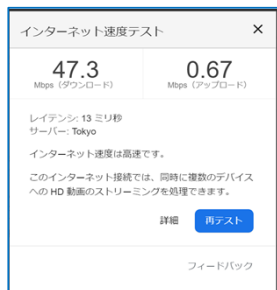 インターネット速度テスト
47.3 0.67
Mbps（ダウンロード） Mbps（アップロード）
レイテンシ: 13 ミリ秒
サーバー: Tokyo
インターネット速度は高速です。
このインターネット接続では、同時に複数のデバイス
への HD 動画のストリーミングを処理できます。
詳細 再テスト
フィードバック